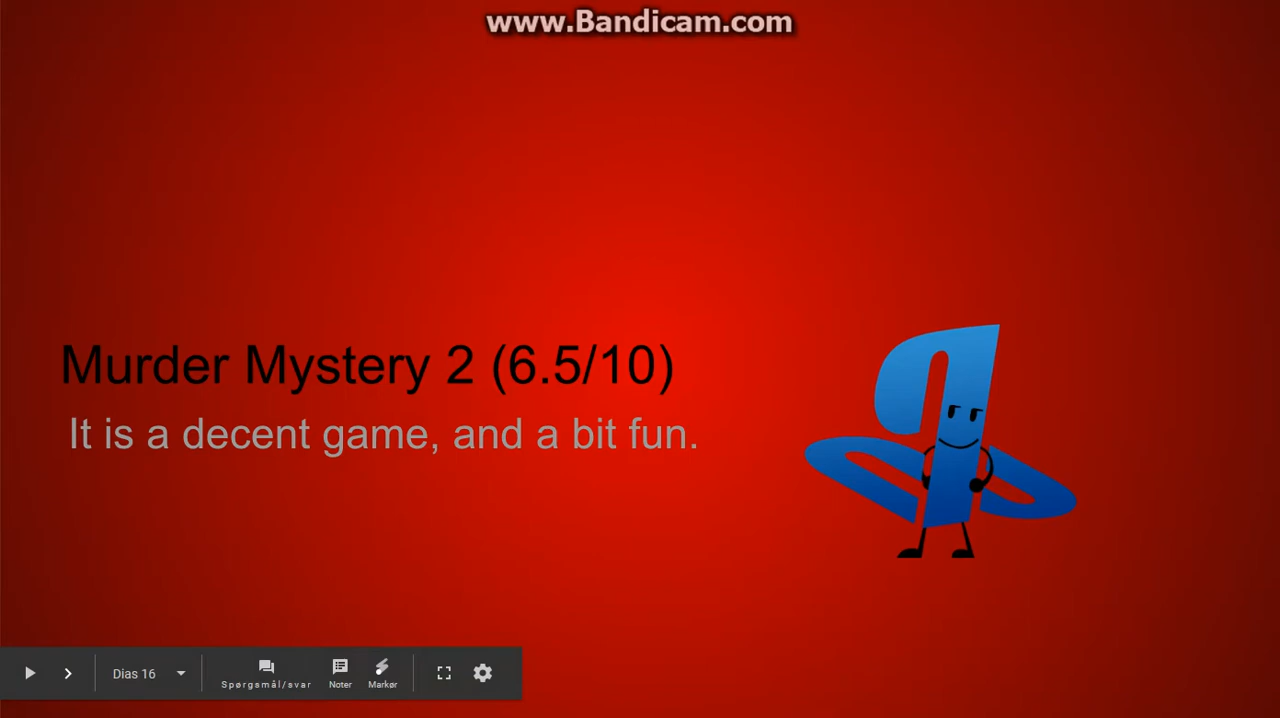 www.Bandicam.com
Murder Mystery 2 (6.5/10)
It is a decent game, and a bit fun.
Dias 16
Spørgsmål/svar
Noter
Markør